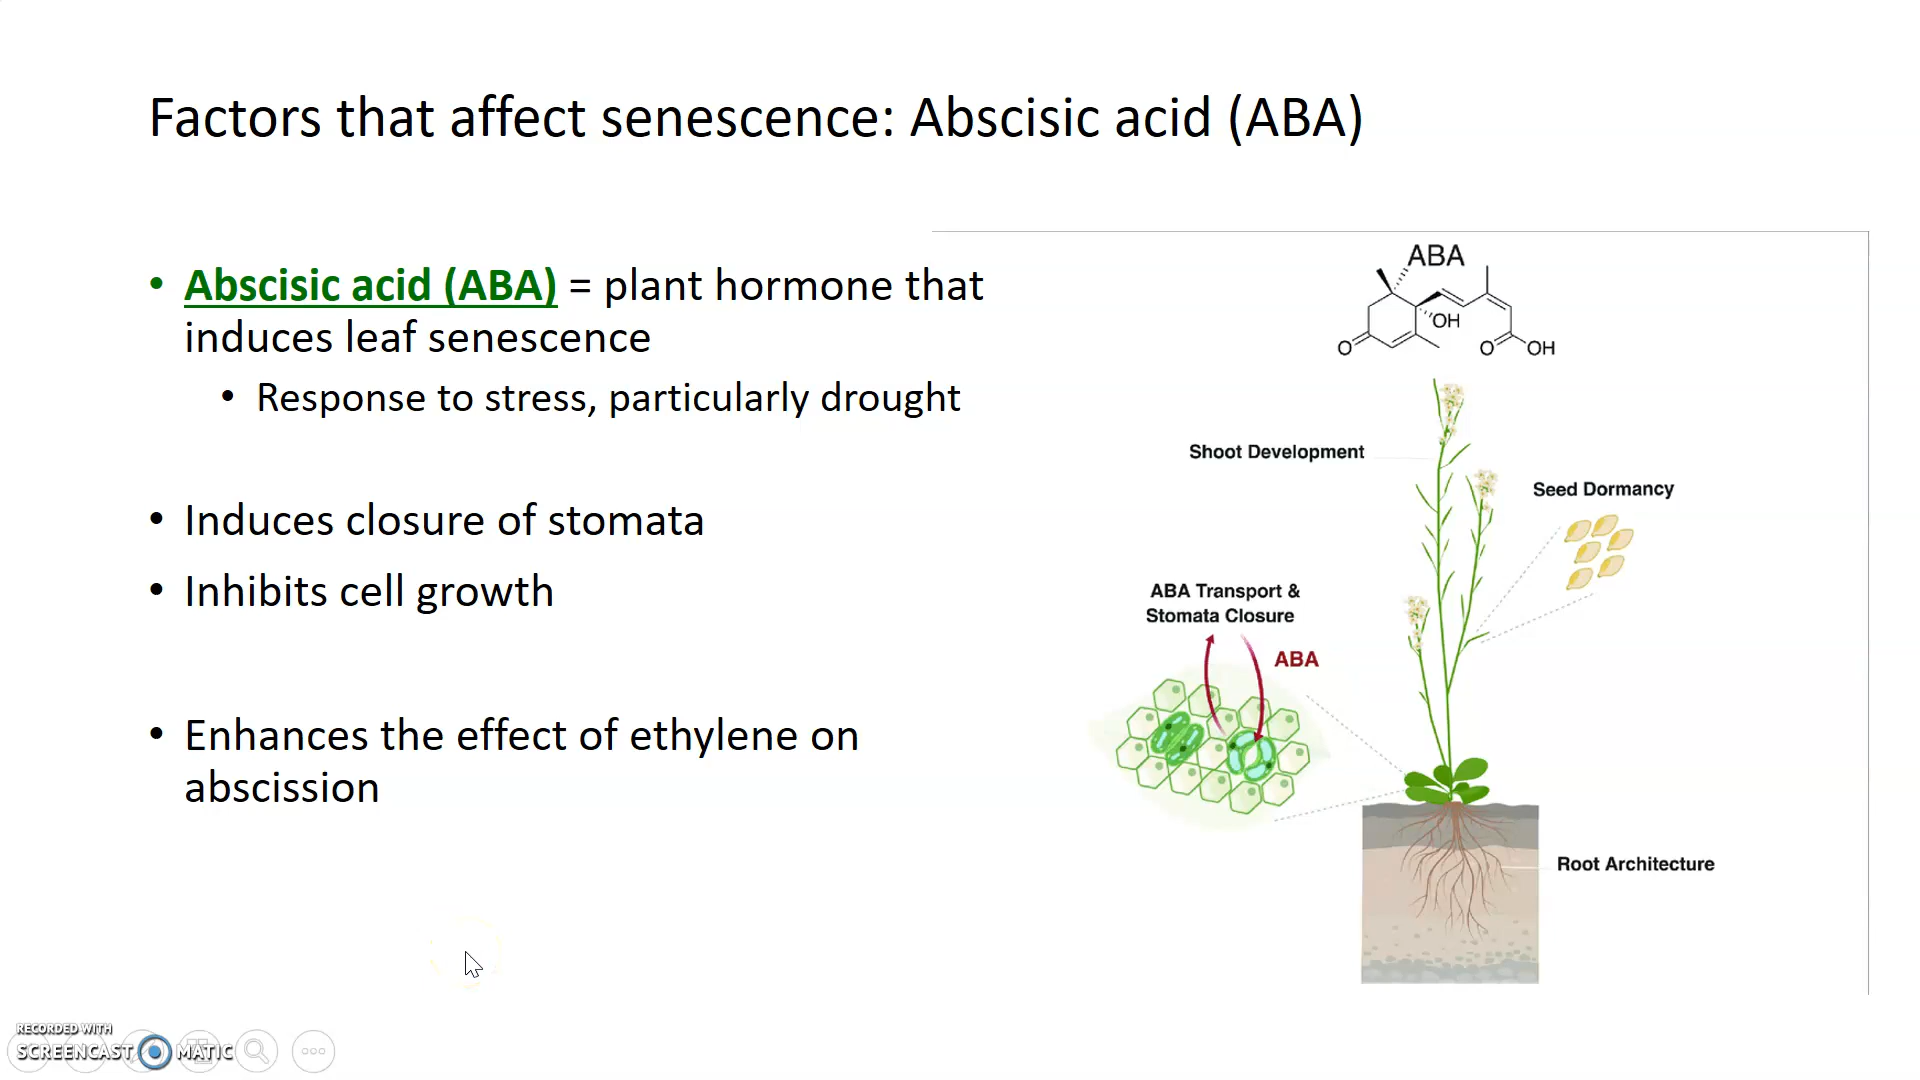 Factors that affect senescence: Abscisic acid (ABA)
• Abscisic acid (ABA) = plant hormone that
induces leaf senescence
• Response to stress, particularly drought
• Induces closure of stomata
• Inhibits cell growth
• Enhances the effect of ethylene on
abscission
ABA
OH
O
O
OH
Shoot Development
Seed Dormancy
ABA Transport &
Stomata Closure
ABA
Root Architecture
RECORDED WITH
SCREENCAST MATIC